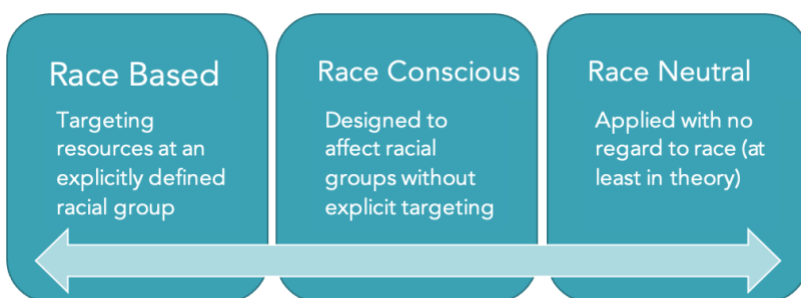 Race Based
Targeting
resources at an
explicitly defined
racial group
Race Conscious
Designed to
affect racial
groups without
explicit targeting
Race Neutral
Applied with no
regard to race (at
least in theory)